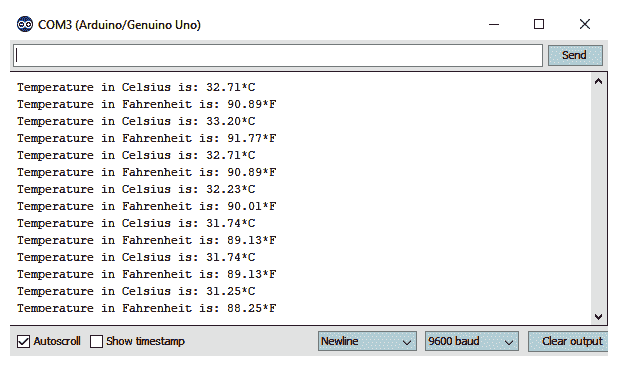 COM3 (Arduino/Genuino Uno)
Send
Temperature in Celsius is: 32.71*C
Temperature in Fahrenheit is: 90.89*F
Temperature in Celsius is: 33.20*C
Temperature in Fahrenheit is: 91.77*F
Temperature in Celsius is: 32.71*C
Temperature in Fahrenheit is: 90.89*F
Temperature in Celsius is: 32.23*C
Temperature in Fahrenheit is: 90.01*F
Temperature in Celsius is: 31.74*C
Temperature in Fahrenheit is: 89.13*F
Temperature in Celsius is: 31.74*C
Temperature in Fahrenheit is: 89.13*F
Temperature in Celsius is: 31.25*C
Temperature in Fahrenheit is: 88.25*F
Autoscroll Show timestamp Newline 9600 baud Clear output